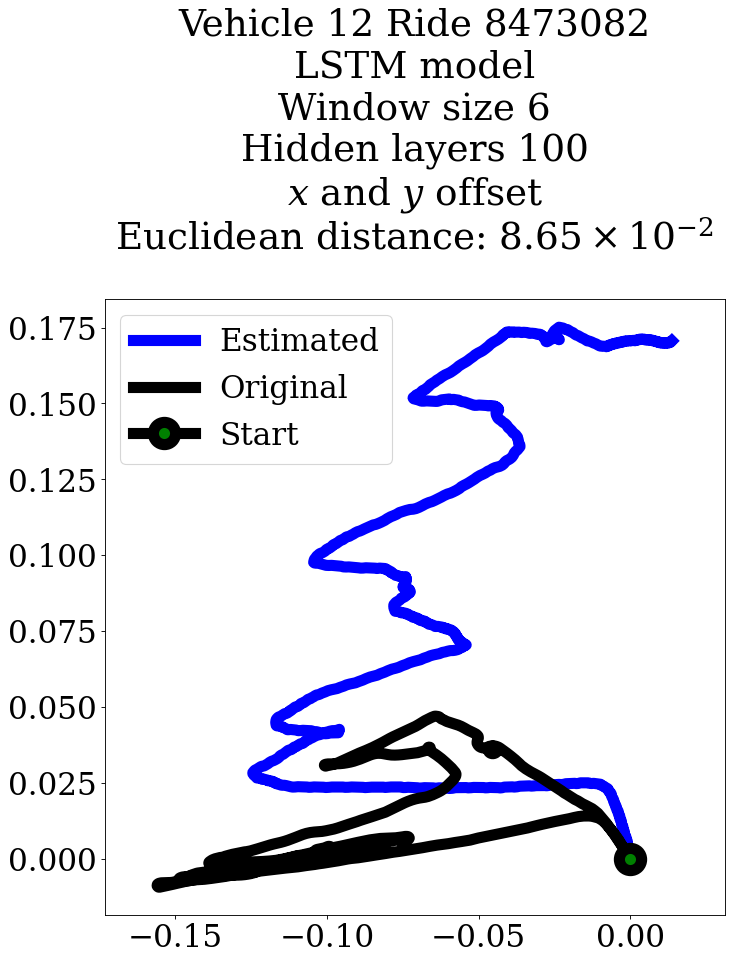 Vehicle 12 Ride 8473082
LSTM model
Window size 6
Hidden layers 100
x and y offset
Euclidean distance: 8.65 × 10⁻²
Estimated
Original
Start
0.175
0.150
0.125
0.100
0.075
0.050
0.025
0.000
−0.15 −0.10 −0.05 0.00